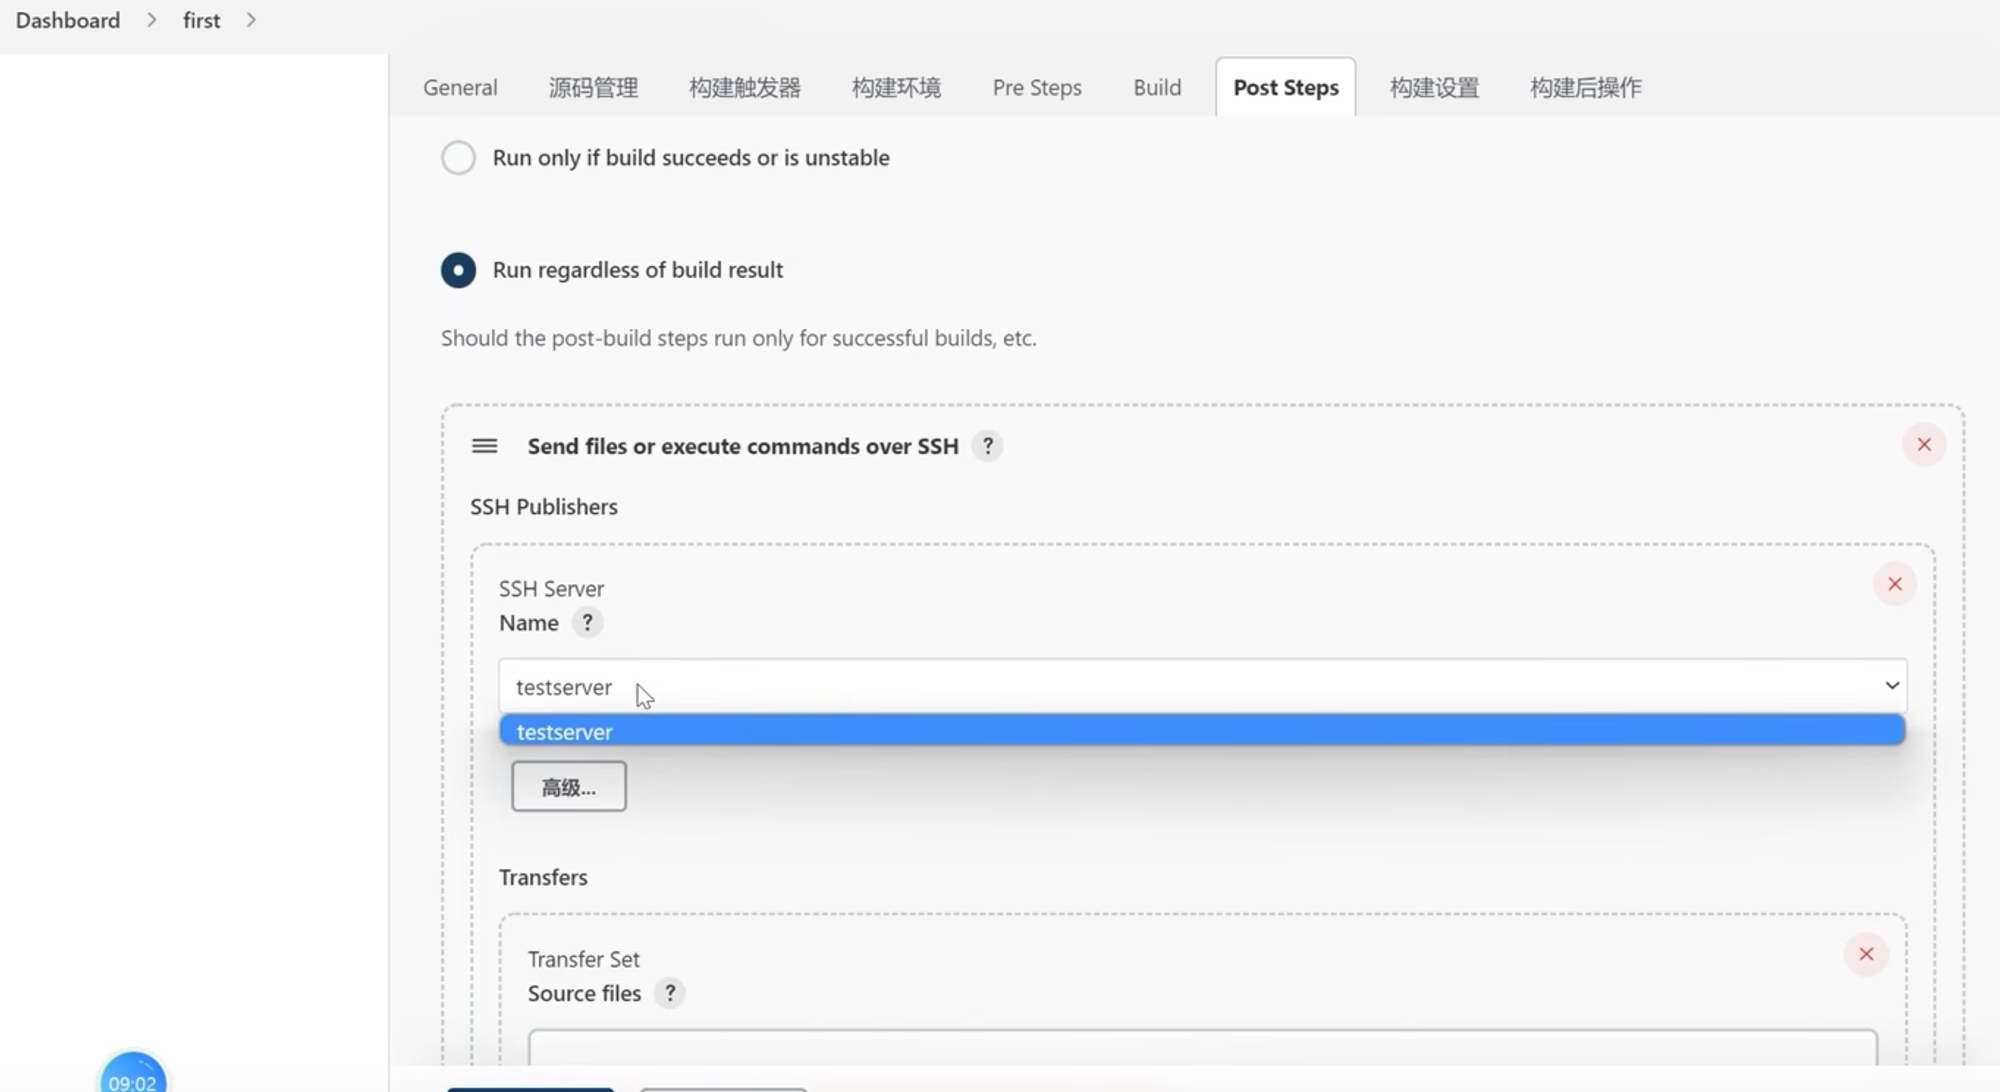 Dashboard > first >
General 源码管理 构建触发器 构建环境 Pre Steps Build Post Steps 构建设置 构建后操作
Run only if build succeeds or is unstable
Run regardless of build result
Should the post-build steps run only for successful builds, etc.
Send files or execute commands over SSH ?
SSH Publishers
SSH Server
Name ?
testserver
testserver
高级...
Transfers
Transfer Set
Source files ?
09:02